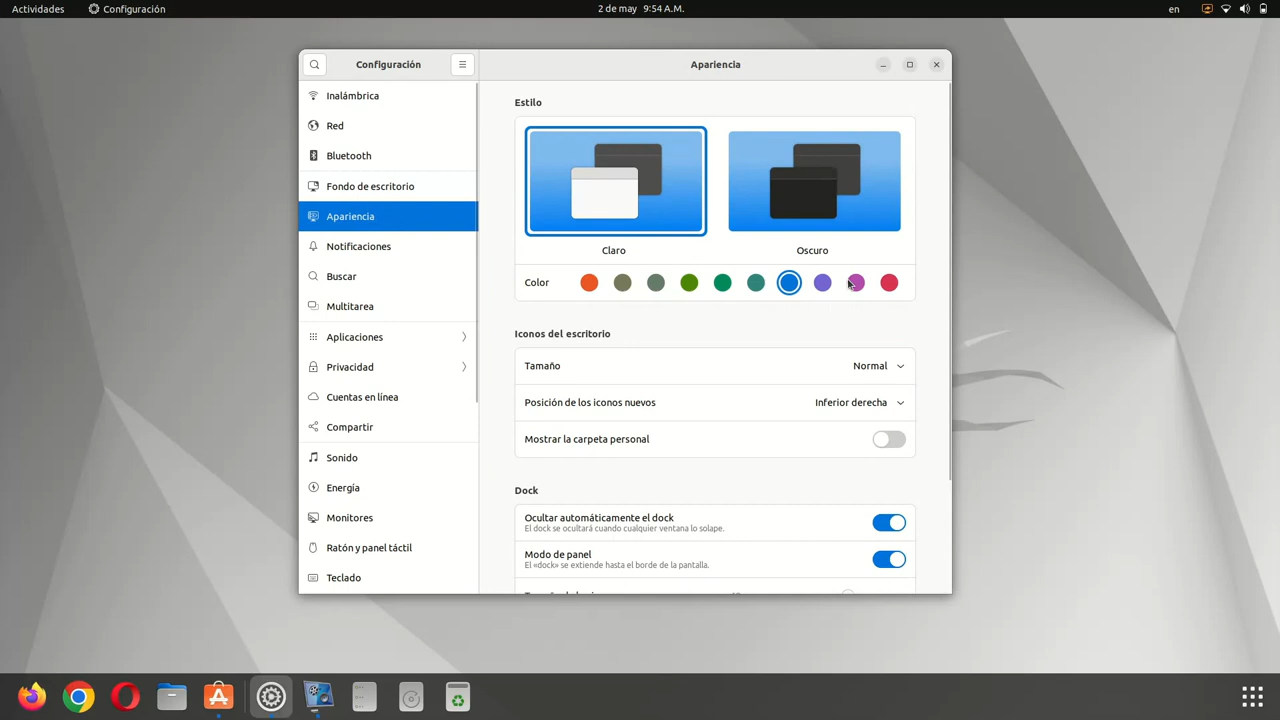 Actividades
Configuración
2 de may 9:54 A.M.
en
Configuración
Apariencia
Inalámbrica
Red
Bluetooth
Fondo de escritorio
Apariencia
Notificaciones
Buscar
Multitarea
Aplicaciones
Privacidad
Cuentas en línea
Compartir
Sonido
Energía
Monitores
Ratón y panel táctil
Teclado
Estilo
Claro
Oscuro
Color
Iconos del escritorio
Tamaño
Normal
Posición de los iconos nuevos
Inferior derecha
Mostrar la carpeta personal
Dock
Ocultar automáticamente el dock
El dock se ocultará cuando cualquier ventana lo solape.
Modo de panel
El «dock» se extiende hasta el borde de la pantalla.